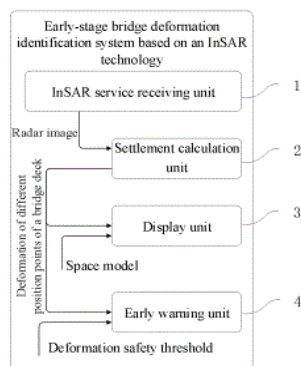 Early-stage bridge deformation
identification system based on an InSAR
technology
InSAR service receiving unit
1
Radar image
Settlement calculation
unit
2
Deformation of different
position points of a bridge deck
Display unit
3
Space model
Early warning unit
4
Deformation safety threshold